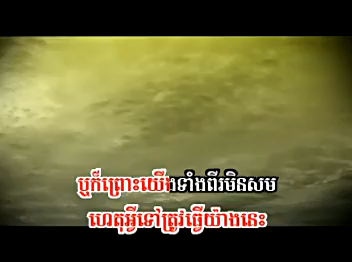 ឬក៏ព្រោះយើងទាំងពីរមិនសម
ហេតុអ្វីទៅត្រូវធ្វើយ៉ាងនេះ